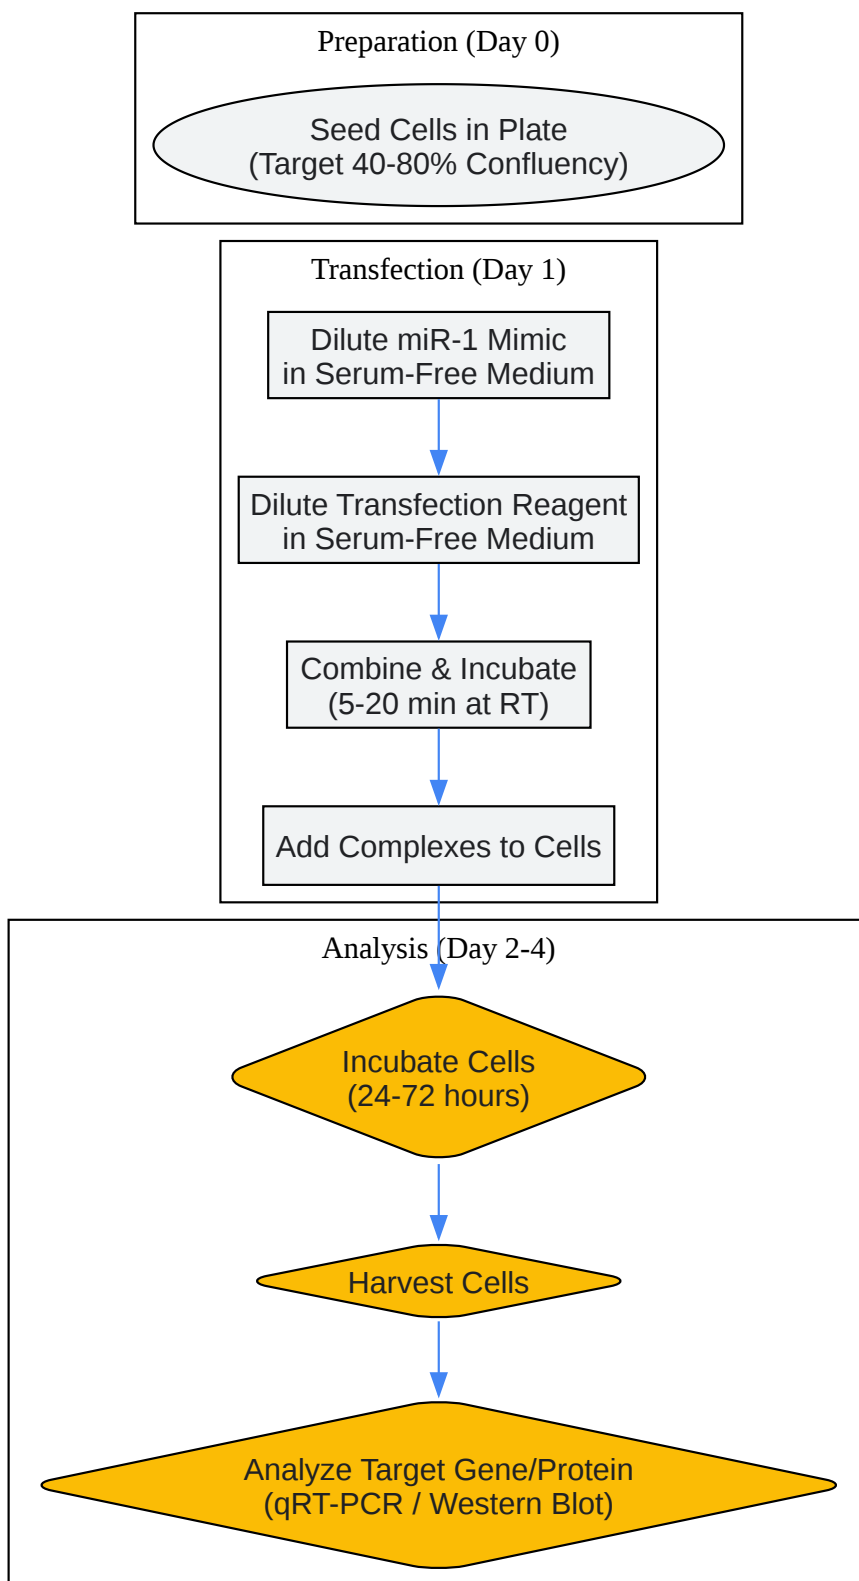 Preparation (Day 0)
Seed Cells in Plate
(Target 40-80% Confluency)
Transfection (Day 1)
Dilute miR-1 Mimic
in Serum-Free Medium
Dilute Transfection Reagent
in Serum-Free Medium
Combine & Incubate
(5-20 min at RT)
Add Complexes to Cells
Analysis (Day 2-4)
Incubate Cells
(24-72 hours)
Harvest Cells
Analyze Target Gene/Protein
(qRT-PCR / Western Blot)